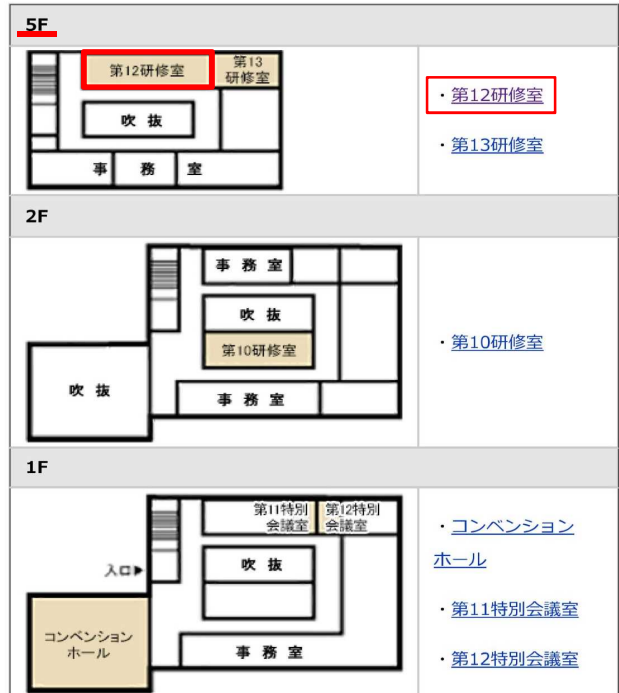 5F
第12研修室
第13
研修室
吹 抜
事 務 室
・第12研修室
・第13研修室
2F
事 務 室
吹 抜
第10研修室
吹 抜
事 務 室
・第10研修室
1F
第11特別
会議室
第12特別
会議室
入口▶
吹 抜
コンベンション
ホール
事 務 室
・コンベンション
ホール
・第11特別会議室
・第12特別会議室